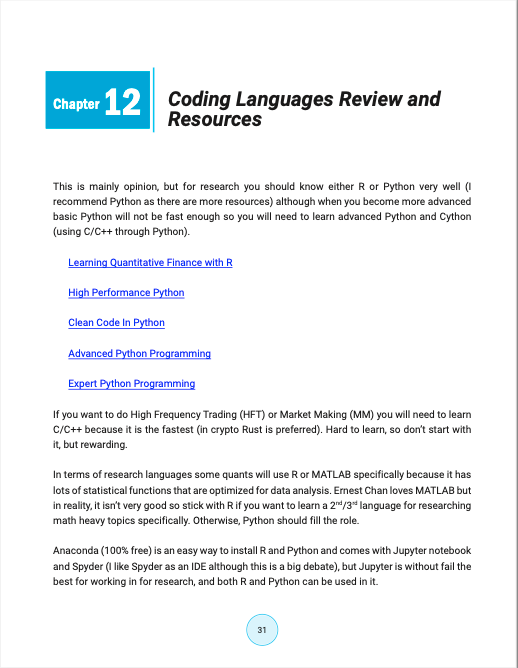 Chapter 12
Coding Languages Review and
Resources
This is mainly opinion, but for research you should know either R or Python very well (I
recommend Python as there are more resources) although when you become more advanced
basic Python will not be fast enough so you will need to learn advanced Python and Cython
(using C/C++ through Python).
Learning Quantitative Finance with R
High Performance Python
Clean Code In Python
Advanced Python Programming
Expert Python Programming
If you want to do High Frequency Trading (HFT) or Market Making (MM) you will need to learn
C/C++ because it is the fastest (in crypto Rust is preferred). Hard to learn, so don't start with
it, but rewarding.
In terms of research languages some quants will use R or MATLAB specifically because it has
lots of statistical functions that are optimized for data analysis. Ernest Chan loves MATLAB but
in reality, it isn't very good so stick with R if you want to learn a 2nd/3rd language for researching
math heavy topics specifically. Otherwise, Python should fill the role.
Anaconda (100% free) is an easy way to install R and Python and comes with Jupyter notebook
and Spyder (I like Spyder as an IDE although this is a big debate), but Jupyter is without fail the
best for working in for research, and both R and Python can be used in it.
31